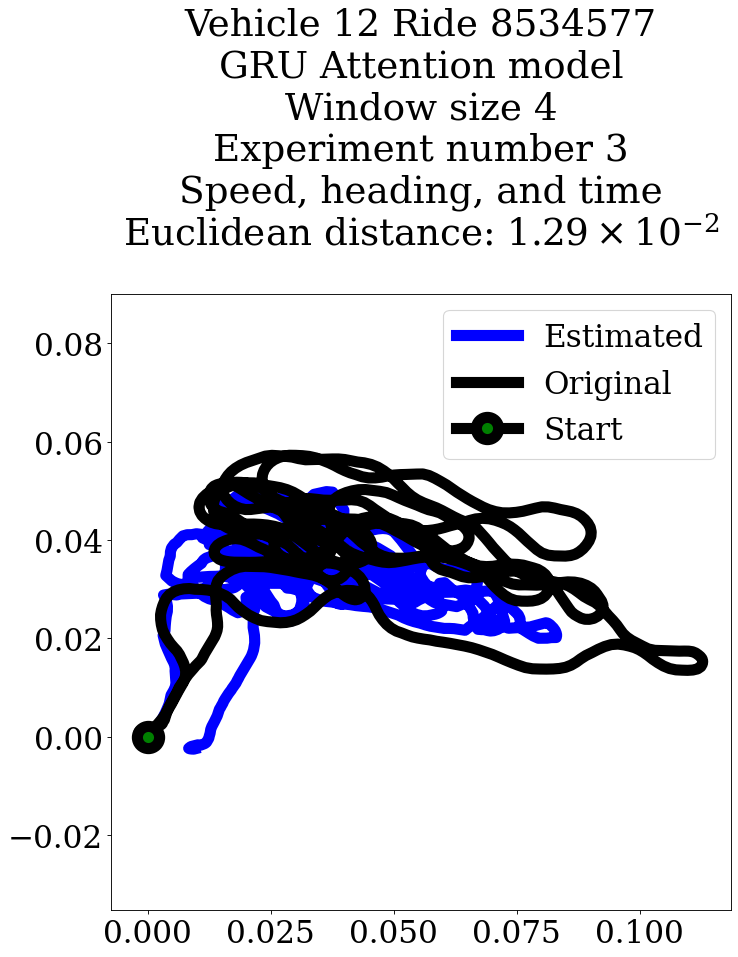 Vehicle 12 Ride 8534577
GRU Attention model
Window size 4
Experiment number 3
Speed, heading, and time
Euclidean distance: $1.29 \times 10^{-2}$
Estimated
Original
Start
0.08
0.06
0.04
0.02
0.00
−0.02
0.000 0.025 0.050 0.075 0.100